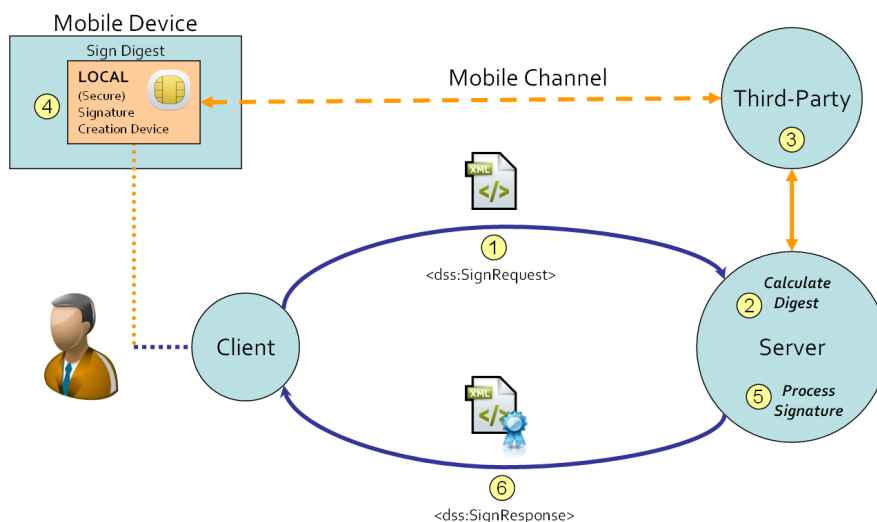 Mobile Device
Sign Digest
LOCAL
(Secure)
Signature
Creation Device
4
Mobile Channel
Third-Party
3
XML
</>
1
<dss:SignRequest>
2
Calculate
Digest
Client
Server
XML
</>
5
Process
Signature
6
<dss:SignResponse>